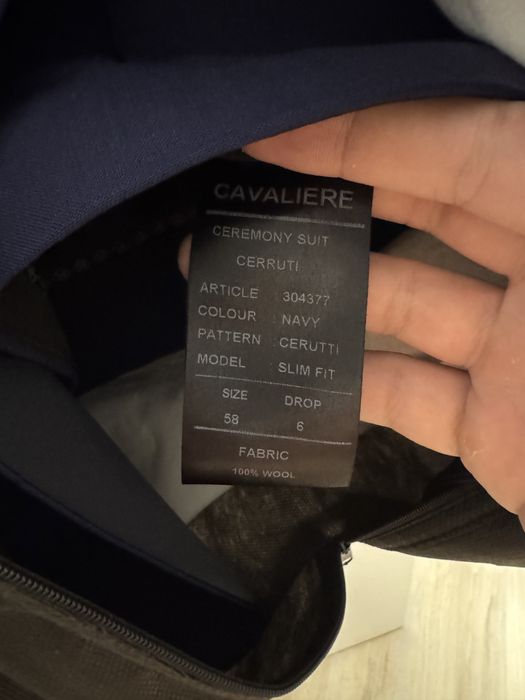 CAVALIERE
CEREMONY SUIT
CERRUTI
ARTICLE : 304377
COLOUR : NAVY
PATTERN : CERUTTI
MODEL SLIM FIT
SIZE DROP
58 6
FABRIC
100% WOOL